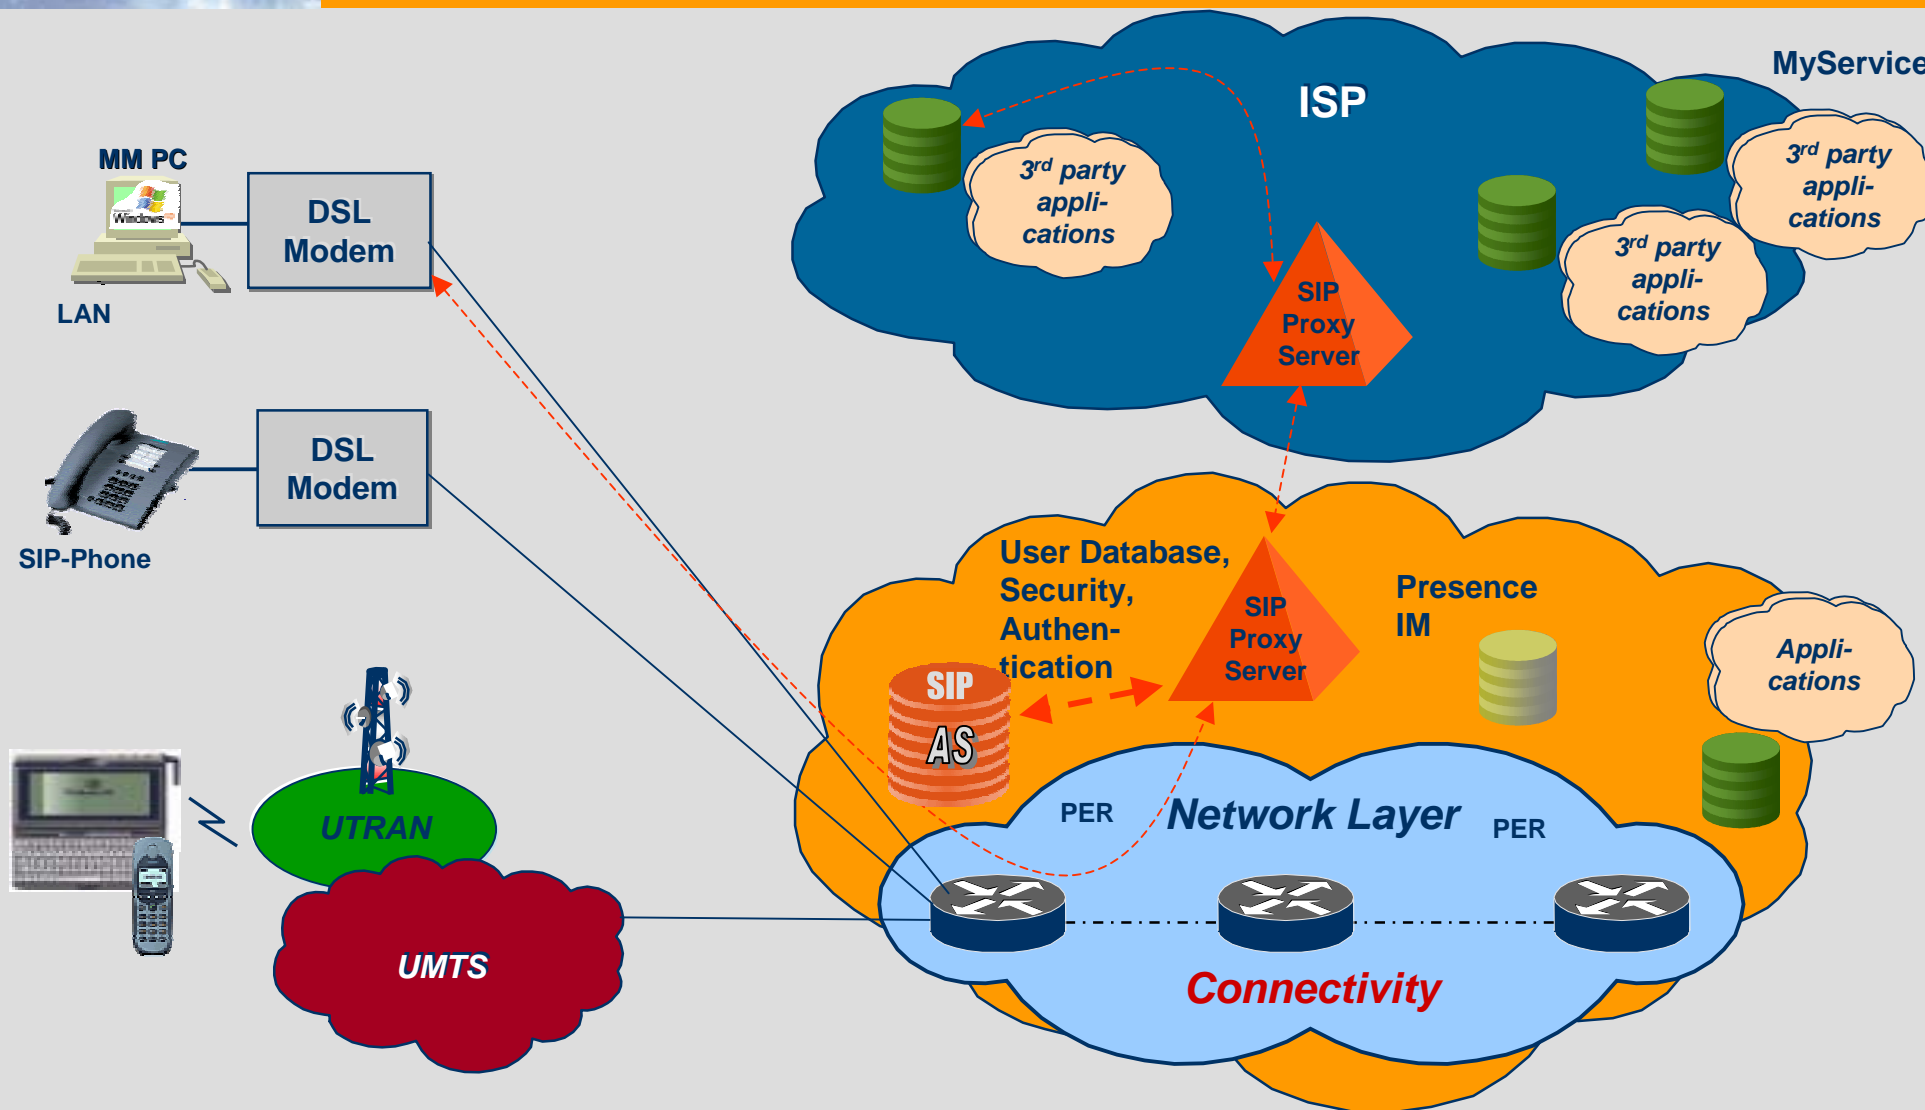 MyService
ISP
MM PC
3rd party
appli-
cations
3rd party
appli-
cations
DSL
Modem
Windows
3rd party
appli-
cations
LAN
SIP
Proxy
Server
DSL
Modem
SIP-Phone
User Database,
Security,
Authen-
tication
SIP
Proxy
Server
Presence
IM
Appli-
cations
SIP
AS
UTRAN
PER
Network Layer
PER
UMTS
Connectivity